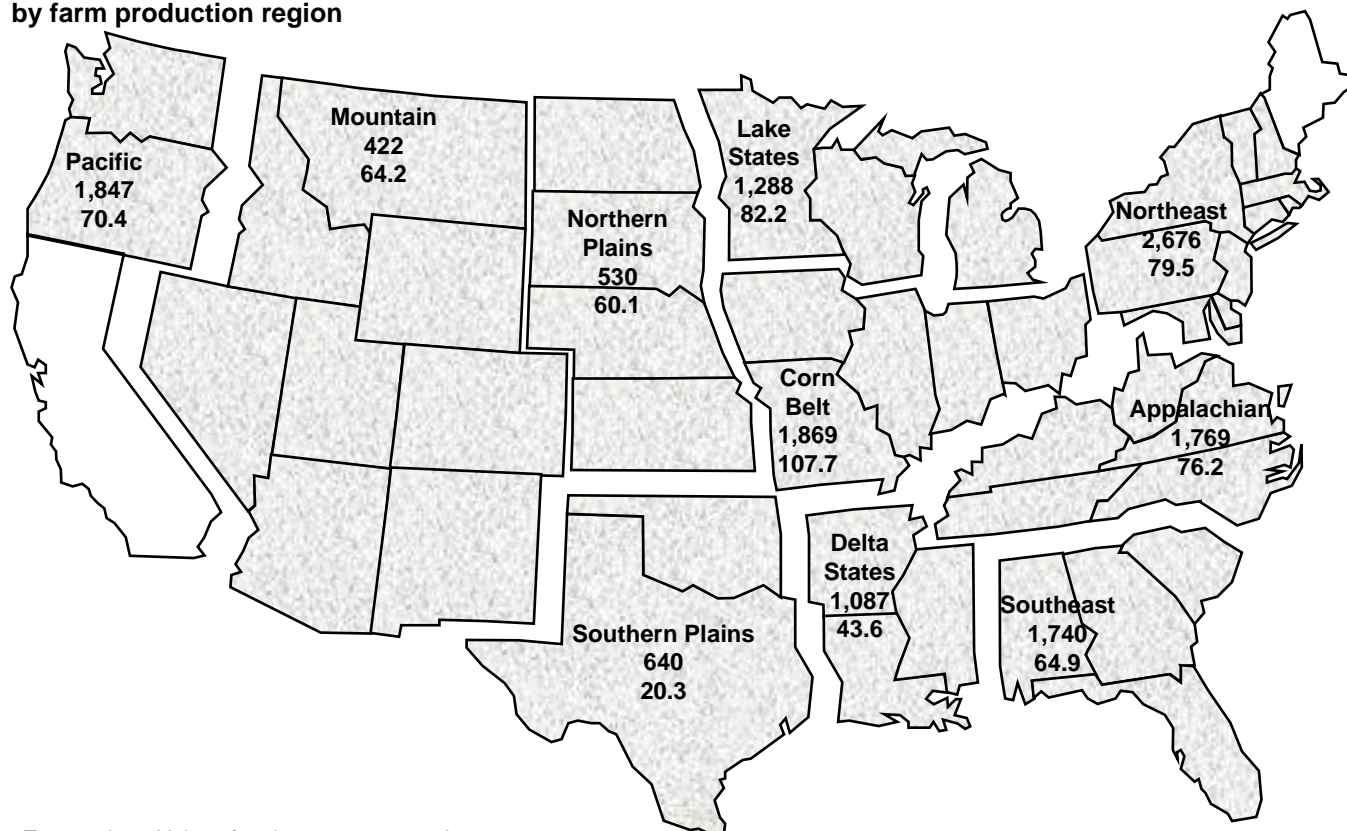 by farm production region
Mountain
422
64.2
Pacific
1,847
70.4
Lake
States
1,288
82.2
Northern
Plains
530
60.1
Northeast
2,676
79.5
Corn
Belt
1,869
107.7
Appalachian
1,769
76.2
Delta
States
1,087
43.6
Southeast
1,740
64.9
Southern Plains
640
20.3